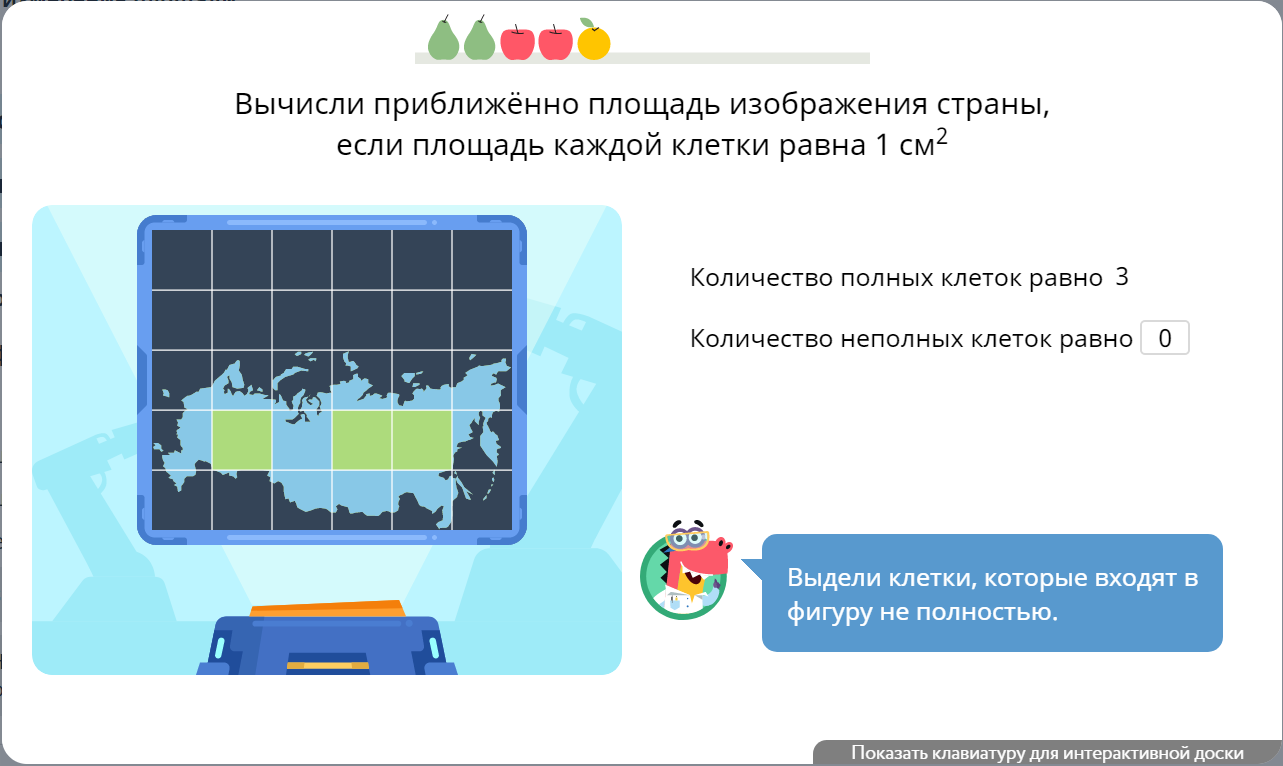 Вычисли приближённо площадь изображения страны,
если площадь каждой клетки равна 1 см²
Количество полных клеток равно 3
Количество неполных клеток равно 0
Выдели клетки, которые входят в
фигуру не полностью.
Показать клавиатуру для интерактивной доски